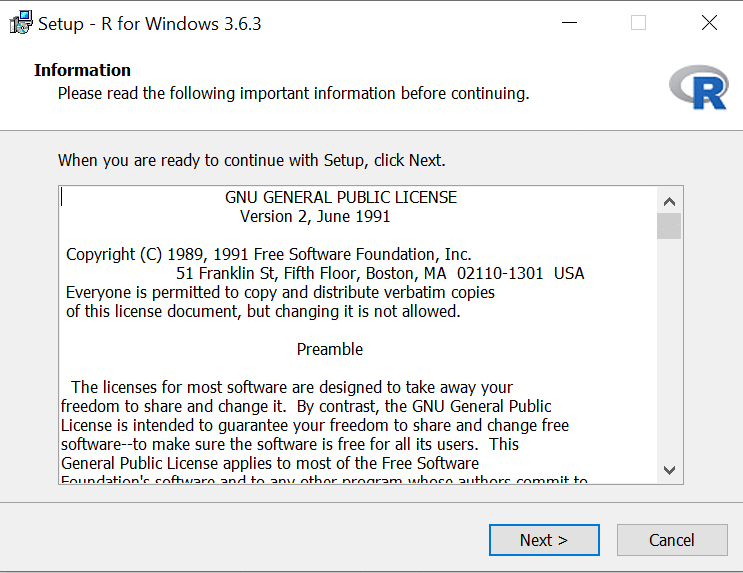 Setup - R for Windows 3.6.3
Information
Please read the following important information before continuing.
R
When you are ready to continue with Setup, click Next.
GNU GENERAL PUBLIC LICENSE
Version 2, June 1991
Copyright (C) 1989, 1991 Free Software Foundation, Inc.
51 Franklin St, Fifth Floor, Boston, MA  02110-1301  USA
Everyone is permitted to copy and distribute verbatim copies
of this license document, but changing it is not allowed.
Preamble
The licenses for most software are designed to take away your
freedom to share and change it.  By contrast, the GNU General Public
License is intended to guarantee your freedom to share and change free
software--to make sure the software is free for all its users.  This
General Public License applies to most of the Free Software
Foundation's software and to any other program whose authors commit to
Next >
Cancel